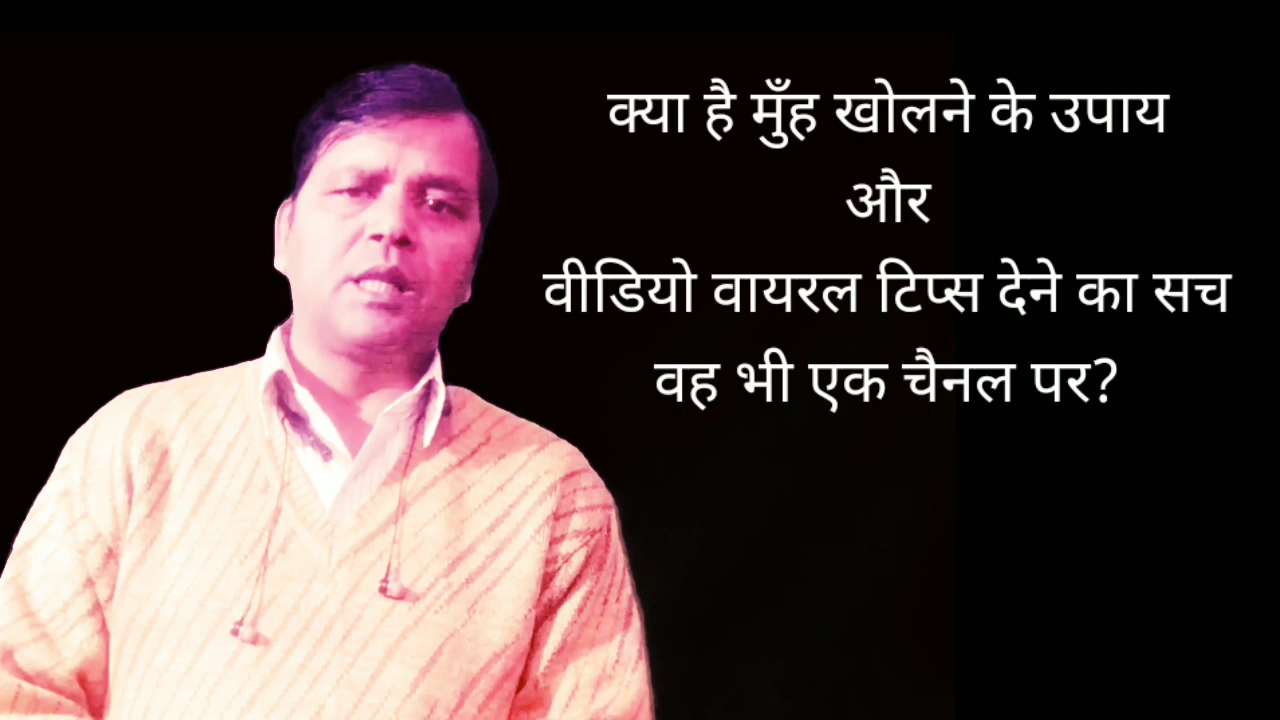 क्या है मुँह खोलने के उपाय
और
वीडियो वायरल टिप्स देने का सच
वह भी एक चैनल पर?